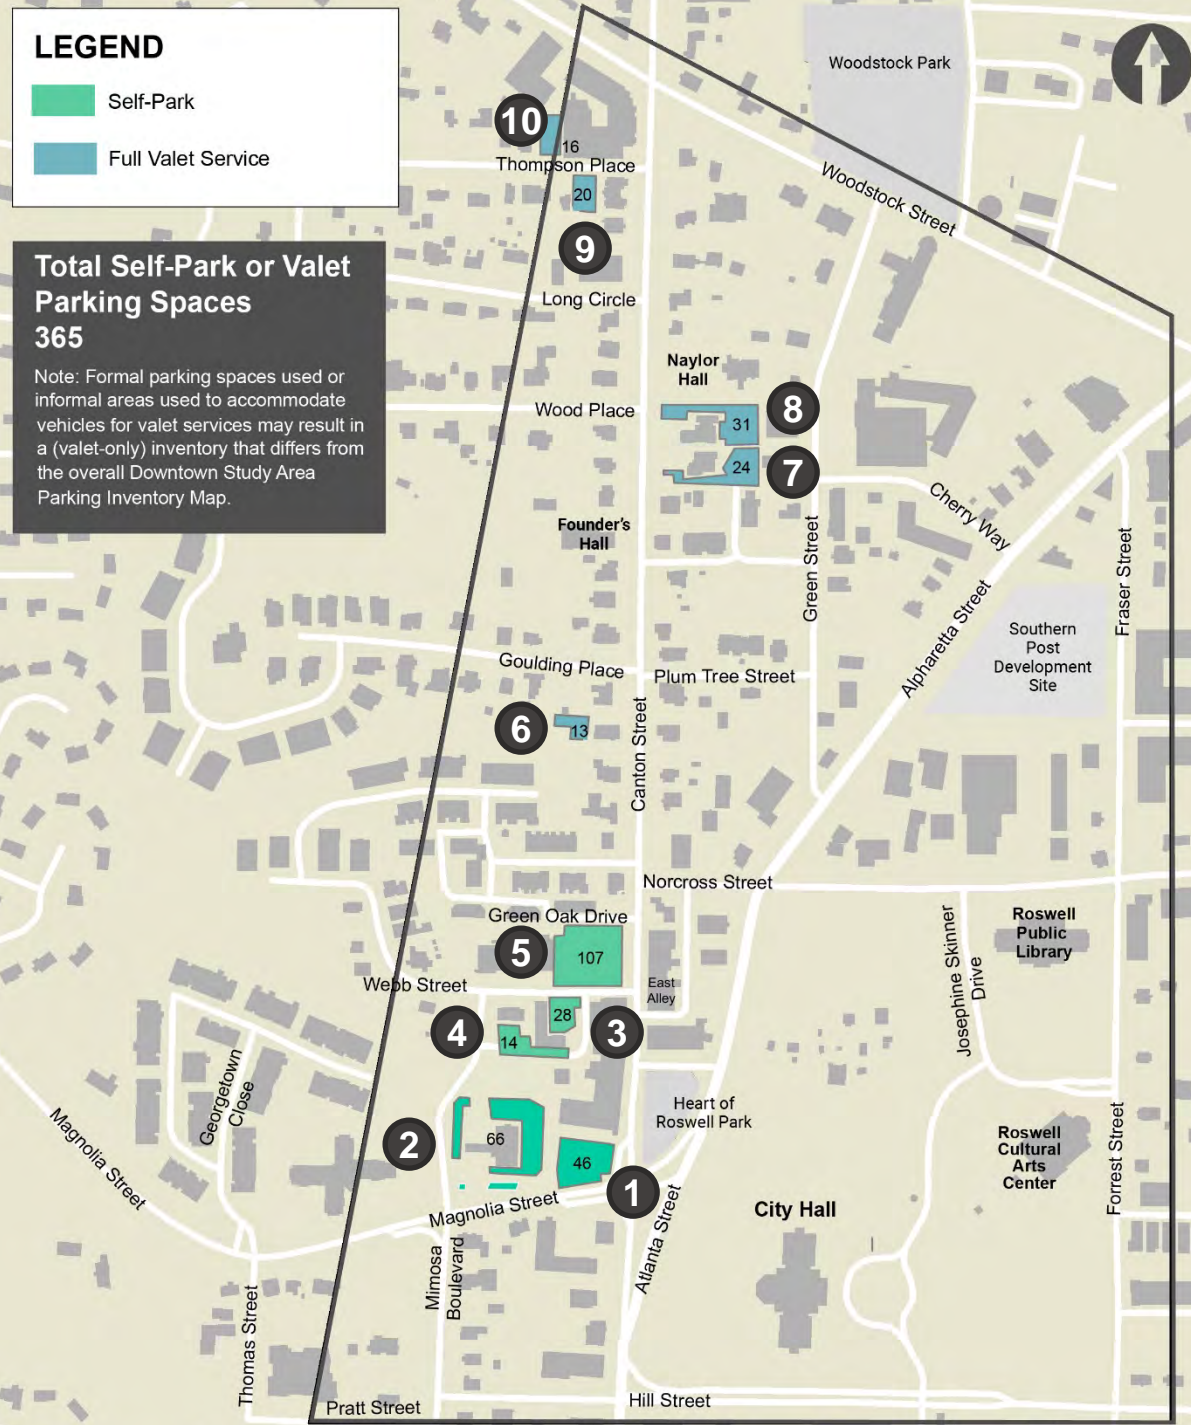 LEGEND
Self-Park
Full Valet Service
Total Self-Park or Valet
Parking Spaces
365
Note: Formal parking spaces used or
informal areas used to accommodate
vehicles for valet services may result in
a (valet-only) inventory that differs from
the overall Downtown Study Area
Parking Inventory Map.
Woodstock Park
10
16
Thompson Place
Woodstock Street
20
9
Long Circle
Naylor
Hall
Wood Place
8
31
24
7
Cherry Way
Founder's
Hall
Green Street
Fraser Street
Alpharetta Street
Southern
Post
Development
Site
Goulding Place
Plum Tree Street
6
13
Canton Street
Norcross Street
Green Oak Drive
5
107
Roswell
Public
Library
Josephine Skinner
Drive
Webb Street
East
Alley
28
4
14
3
Georgetown
Close
Magnolia Street
Heart of
Roswell Park
2
66
46
1
Roswell
Cultural
Arts
Center
Forrest Street
Magnolia Street
City Hall
Atlanta Street
Mimosa
Boulevard
Thomas Street
Hill Street
Pratt Street